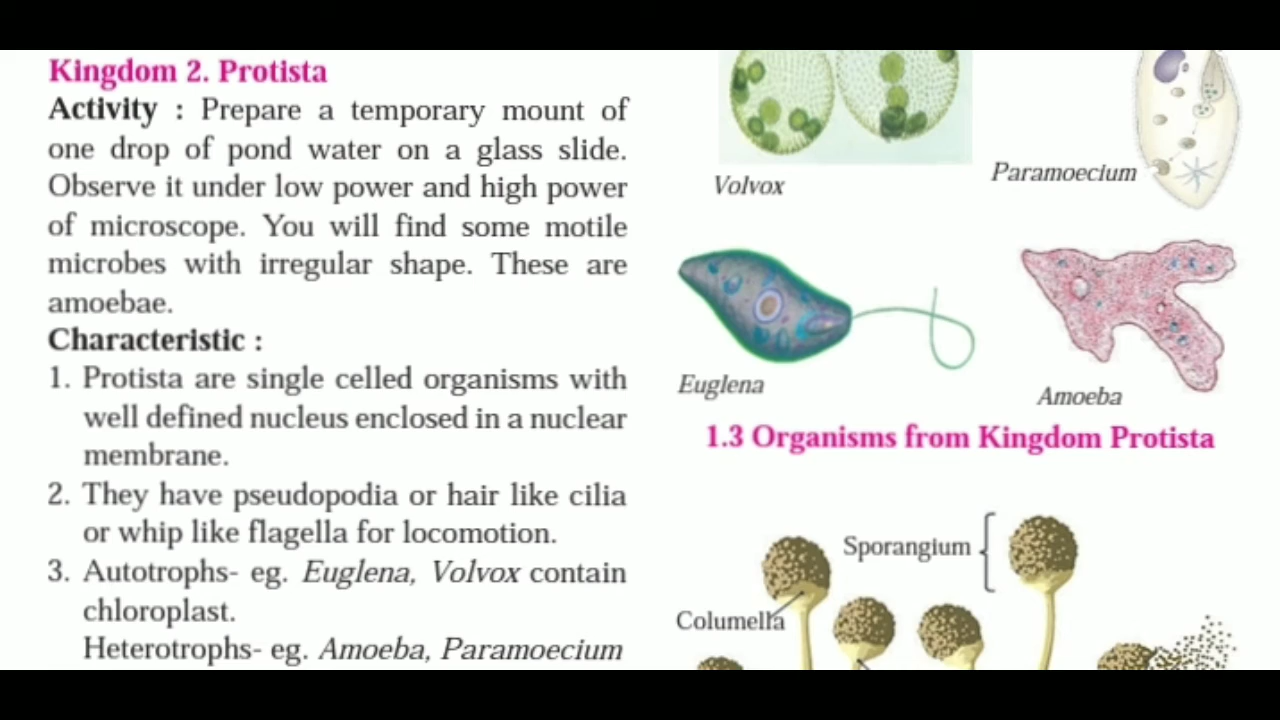 Kingdom 2. Protista
Activity : Prepare a temporary mount of
one drop of pond water on a glass slide.
Observe it under low power and high power
of microscope. You will find some motile
microbes with irregular shape. These are
amoebae.
Characteristic :
1. Protista are single celled organisms with
well defined nucleus enclosed in a nuclear
membrane.
2. They have pseudopodia or hair like cilia
or whip like flagella for locomotion.
3. Autotrophs- eg. Euglena, Volvox contain
chloroplast.
Heterotrophs- eg. Amoeba, Paramoecium
Volvox
Paramoecium
Euglena
Amoeba
1.3 Organisms from Kingdom Protista
Sporangium
Columella